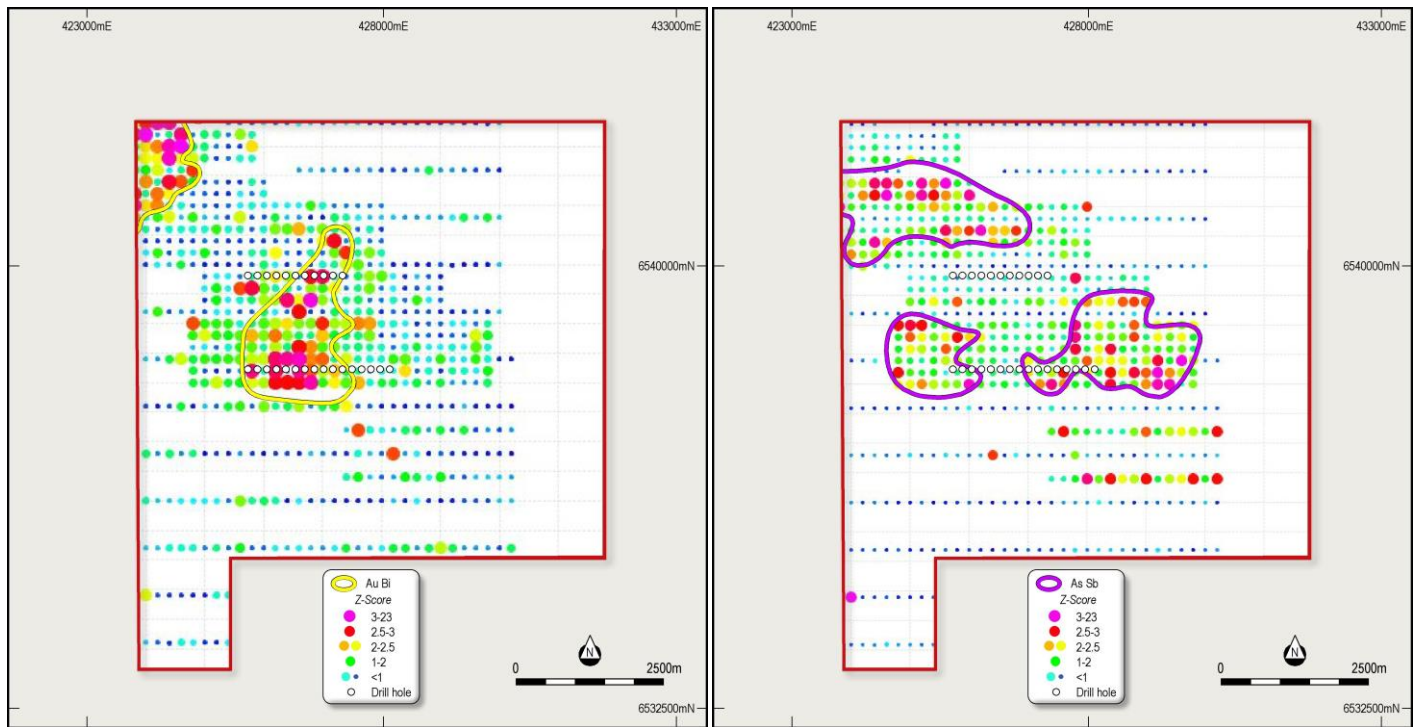 423000mE 428000mE 433000mE
6540000mN
Au Bi
Z-Score
3-23
2.5-3
2-2.5
1-2
<1
Drill hole
N
0 2500m
6532500mN
423000mE 428000mE 433000mE
6540000mN
As Sb
Z-Score
3-23
2.5-3
2-2.5
1-2
<1
Drill hole
N
0 2500m
6532500mN